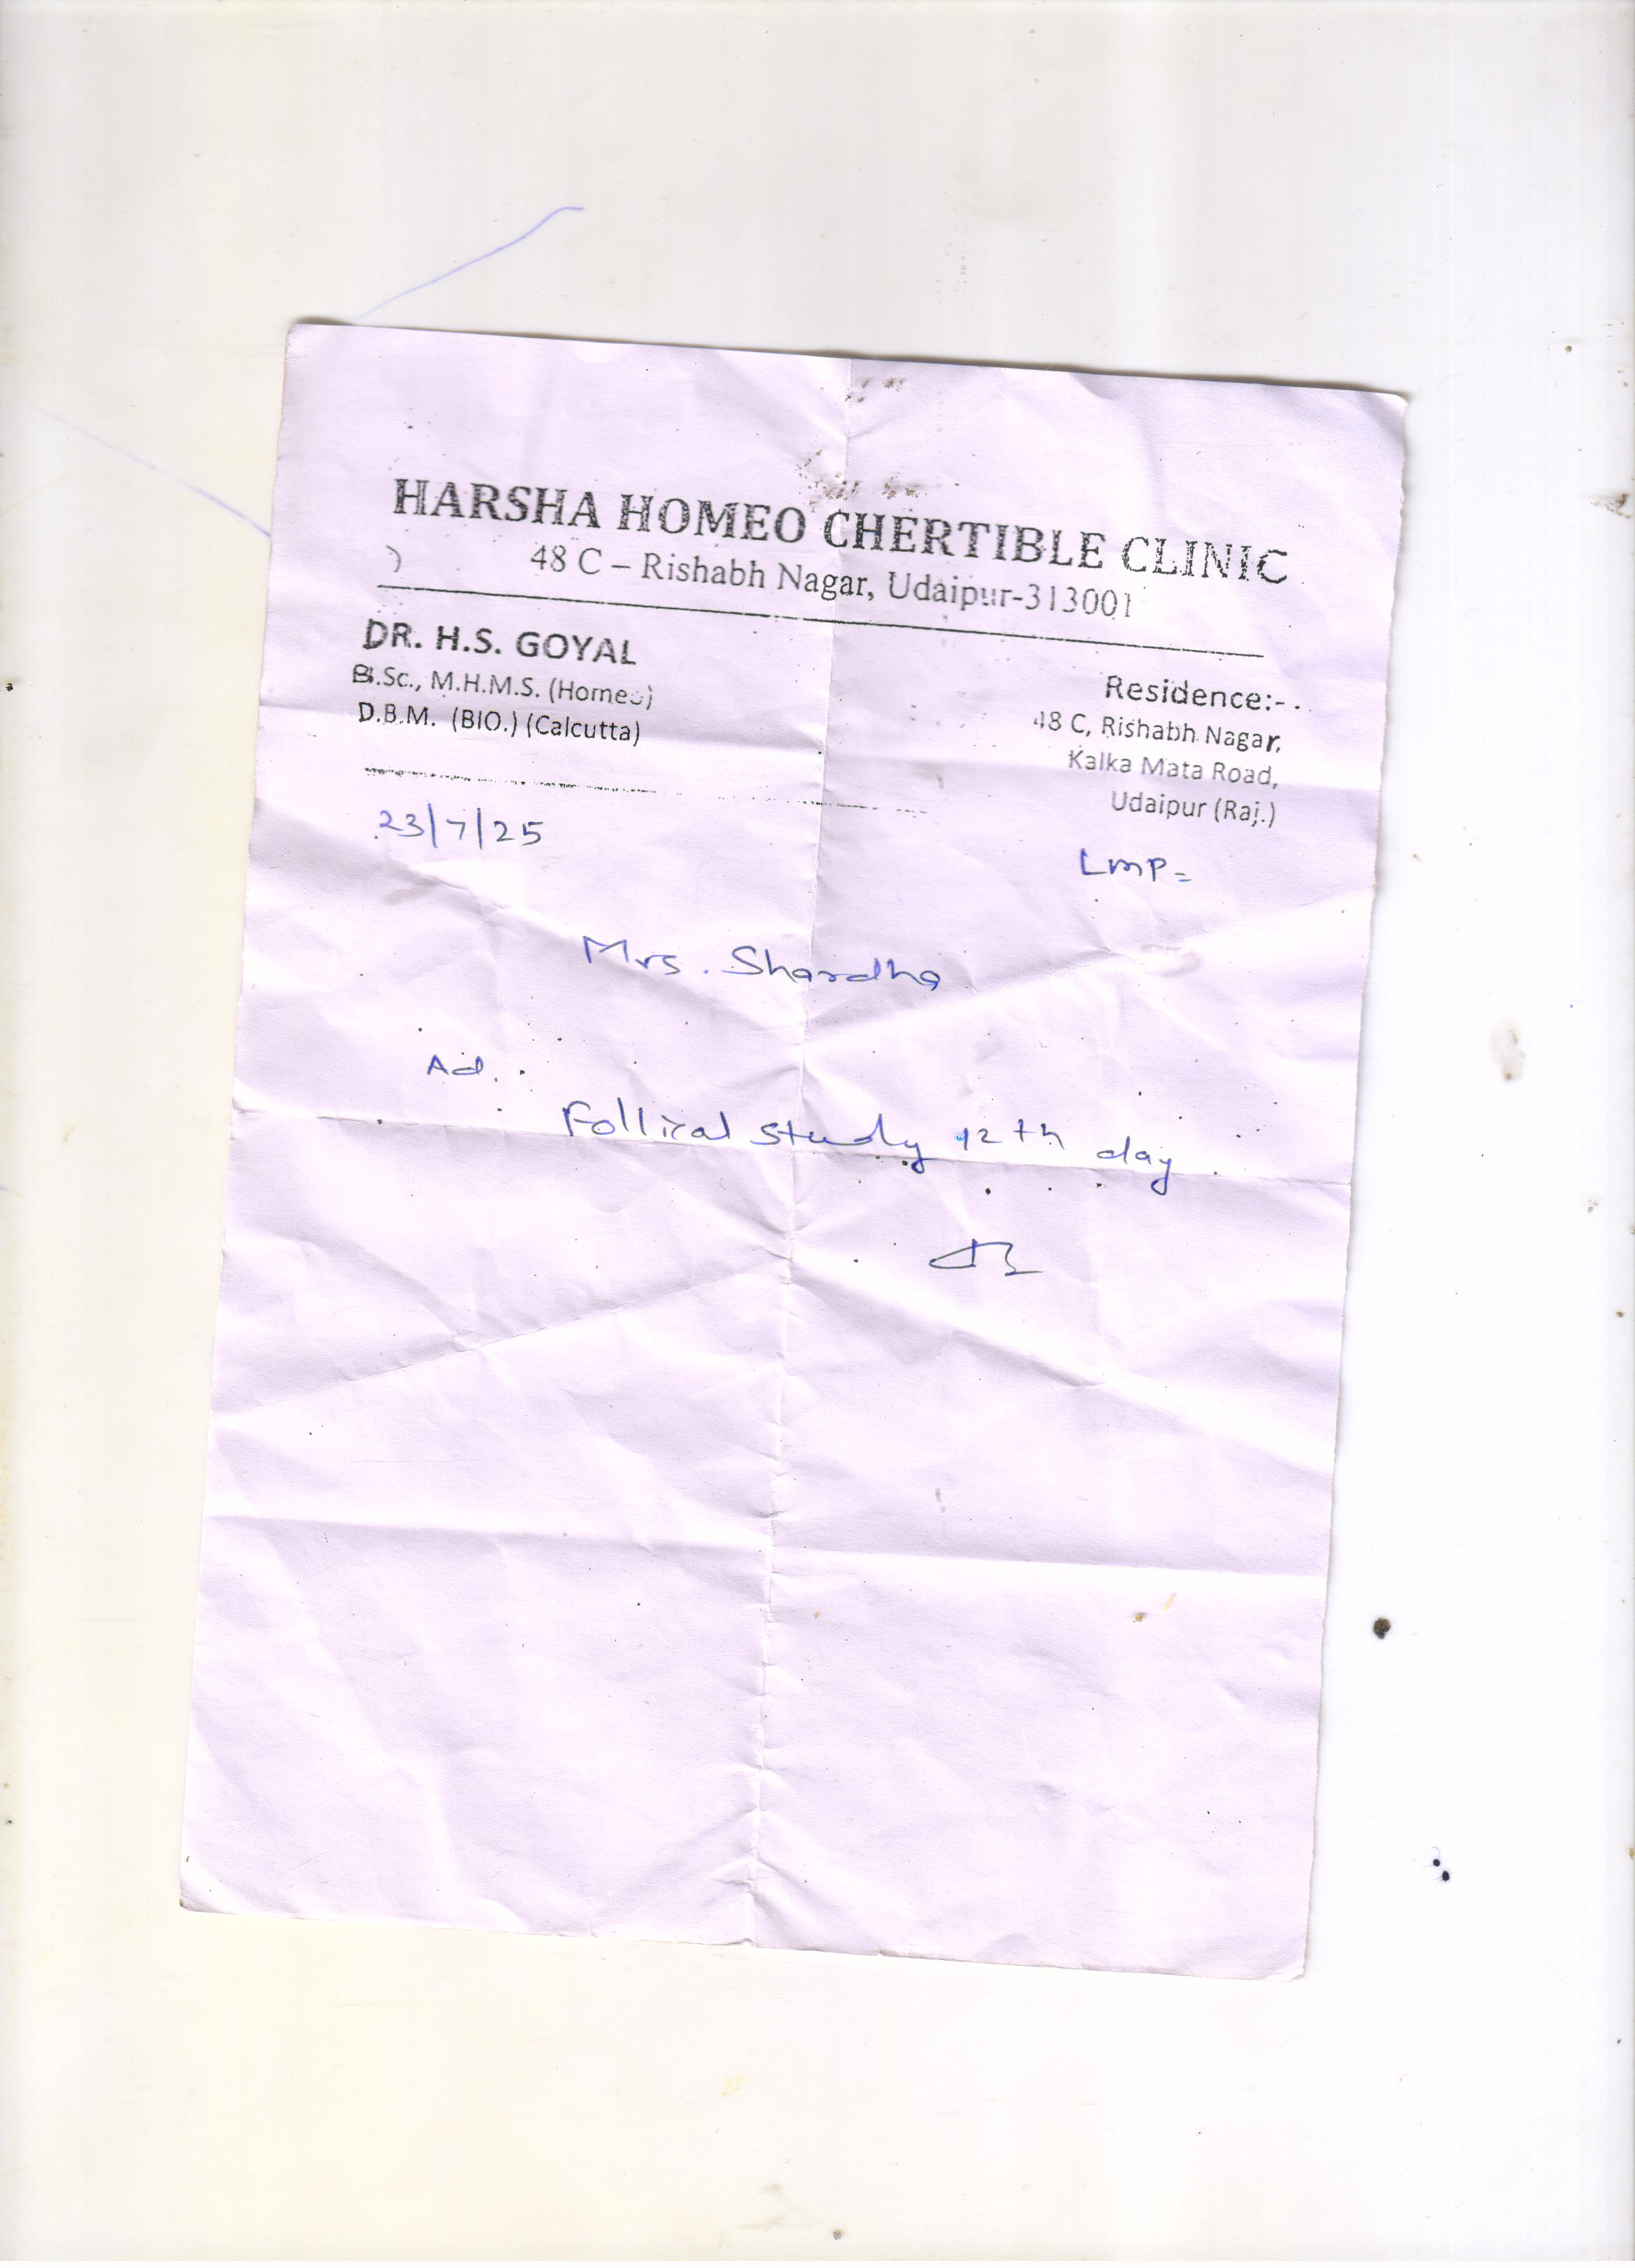 HARSHA HOMEO CHERTIBLE CLINIC
48 C – Rishabh Nagar, Udaipur-313001
DR. H.S. GOYAL
B.Sc., M.H.M.S. (Homeo)
D.B.M. (BIO.) (Calcutta)
Residence:-
48 C, Rishabh Nagar,
Kalka Mata Road,
Udaipur (Raj.)
23/7/25
LMP=
Mrs. Shardha
Ad.
Follical study 12th day